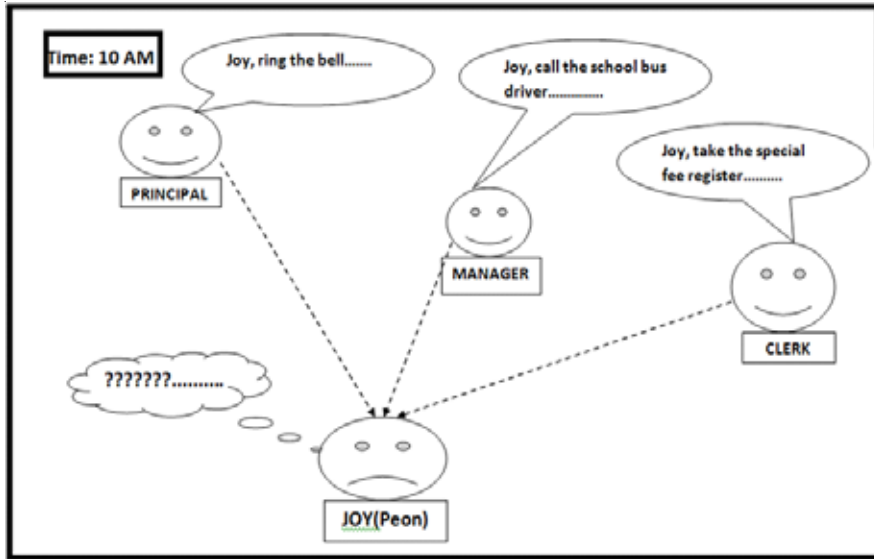 Time: 10 AM
Joy, ring the bell.......
Joy, call the school bus
driver..............
Joy, take the special
fee register..........
PRINCIPAL
MANAGER
CLERK
???????..........
JOY(Peon)